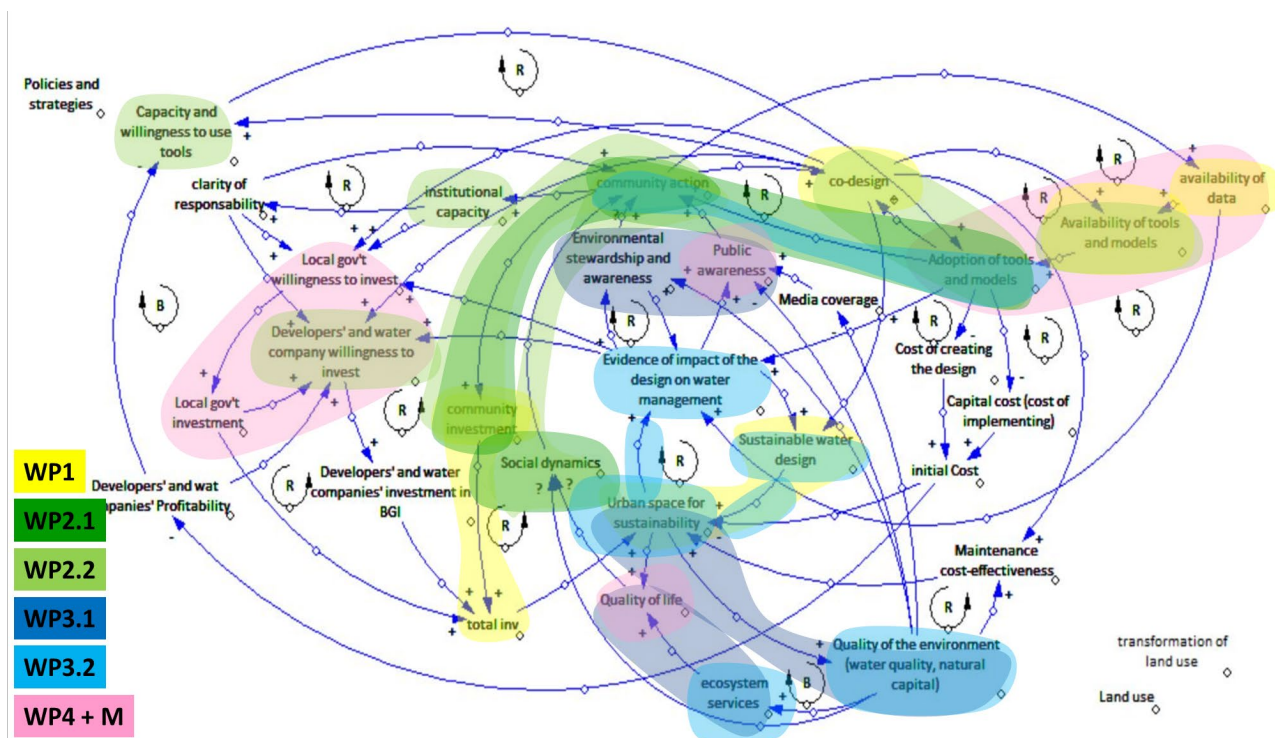 Policies and
strategies
Capacity and
willingness to use
tools
clarity of
responsability
institutional
capacity
community action
co-design
availability of
data
Availability of tools
and models
Adoption of tools
and models
Local gov't
willingness to invest
Environmental
stewardship and
awareness
Public
awareness
Media coverage
Developers' and water
company willingness to
invest
Evidence of impact of the
design on water
management
Cost of creating
the design
Capital cost (cost of
implementing)
Local gov't
investment
community
investment
Sustainable water
design
initial Cost
Social dynamics
? ?
Developers' and wat
ompanies' Profitability
Developers' and water
companies' investment in
BGI
Urban space for
sustainability
Maintenance
cost-effectiveness
Quality of life
total inv
Quality of the environment
(water quality, natural
capital)
ecosystem
services
transformation of
land use
Land use
WP1
WP2.1
WP2.2
WP3.1
WP3.2
WP4 + M
R
R
R
R
R
R
B
R
R
R
R
R
R
R
R
R
B